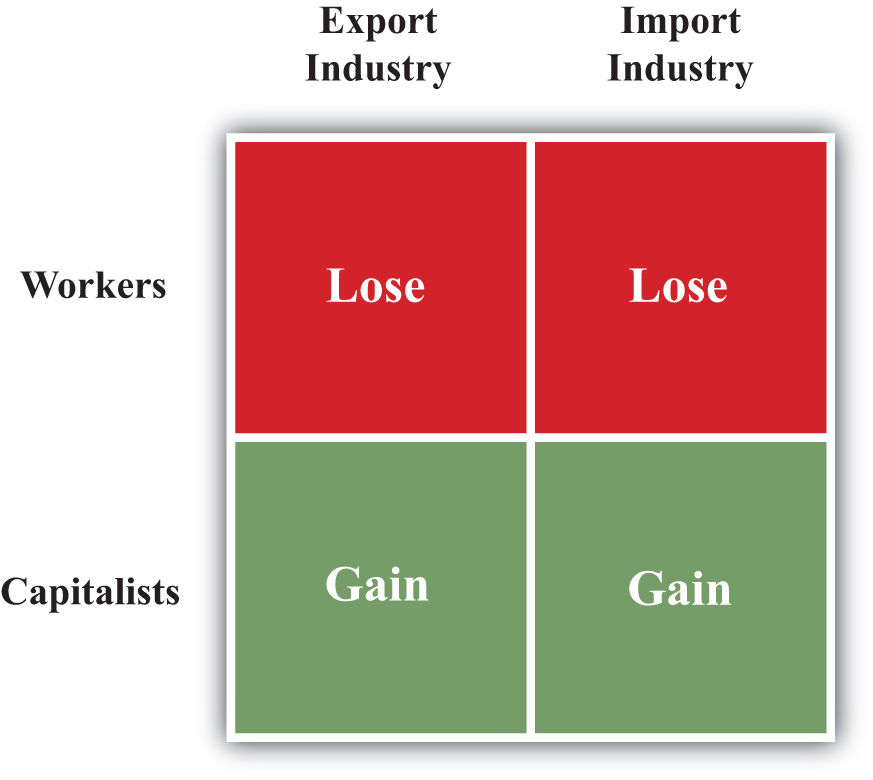 Export
Industry
Import
Industry
Workers
Lose
Lose
Capitalists
Gain
Gain